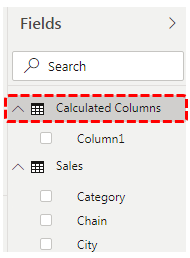 Fields
Search
Calculated Columns
Column1
Sales
Category
Chain
City